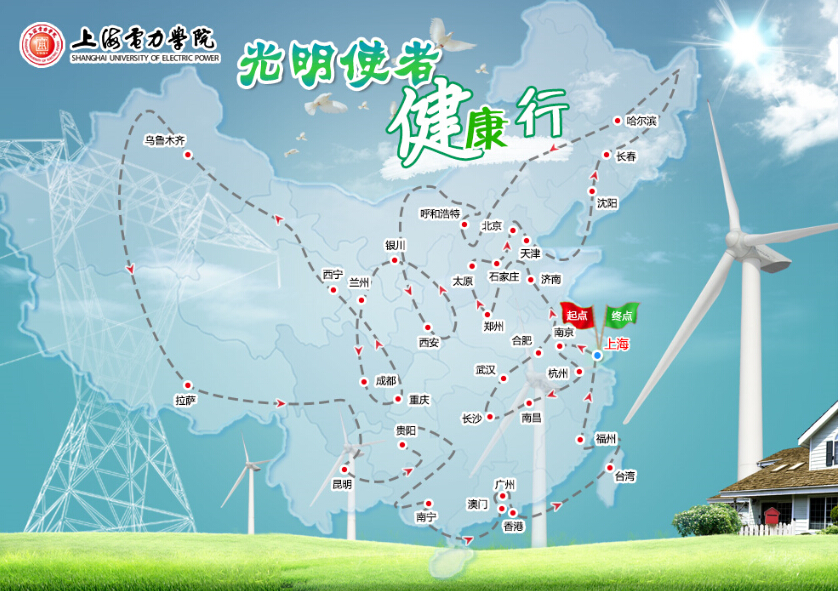 上海電力學院
SHANGHAI UNIVERSITY OF ELECTRIC POWER
光明使者
健康行
哈尔滨
乌鲁木齐
长春
沈阳
呼和浩特
北京
银川
天津
西宁
兰州
太原
石家庄
济南
起点
终点
郑州
南京
西安
合肥
上海
武汉
杭州
成都
重庆
拉萨
长沙
南昌
贵阳
福州
台湾
昆明
广州
澳门
南宁
香港